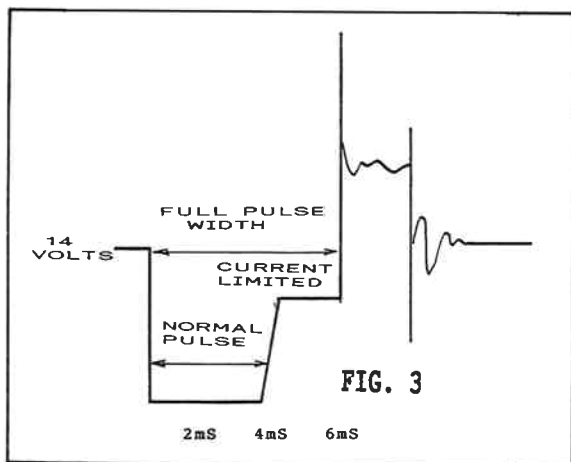 FULL PULSE
WIDTH
14
VOLTS
CURRENT
LIMITED
NORMAL
PULSE
FIG. 3
2mS 4mS 6mS